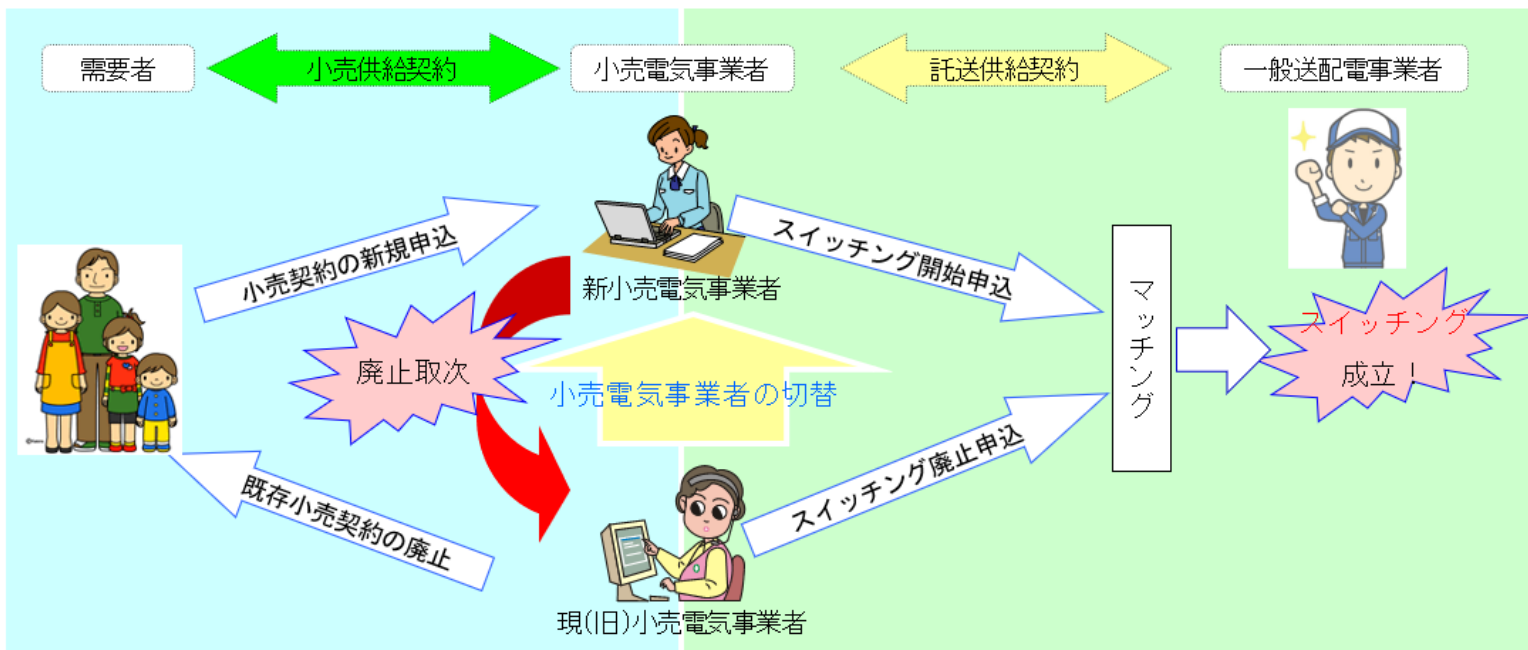 需要者
小売供給契約
小売電気事業者
託送供給契約
一般送配電事業者
小売契約の新規申込
新小売電気事業者
スイッチング開始申込
マッチング
スイッチング
成立！
廃止取次
小売電気事業者の切替
既存小売契約の廃止
スイッチング廃止申込
現(旧)小売電気事業者